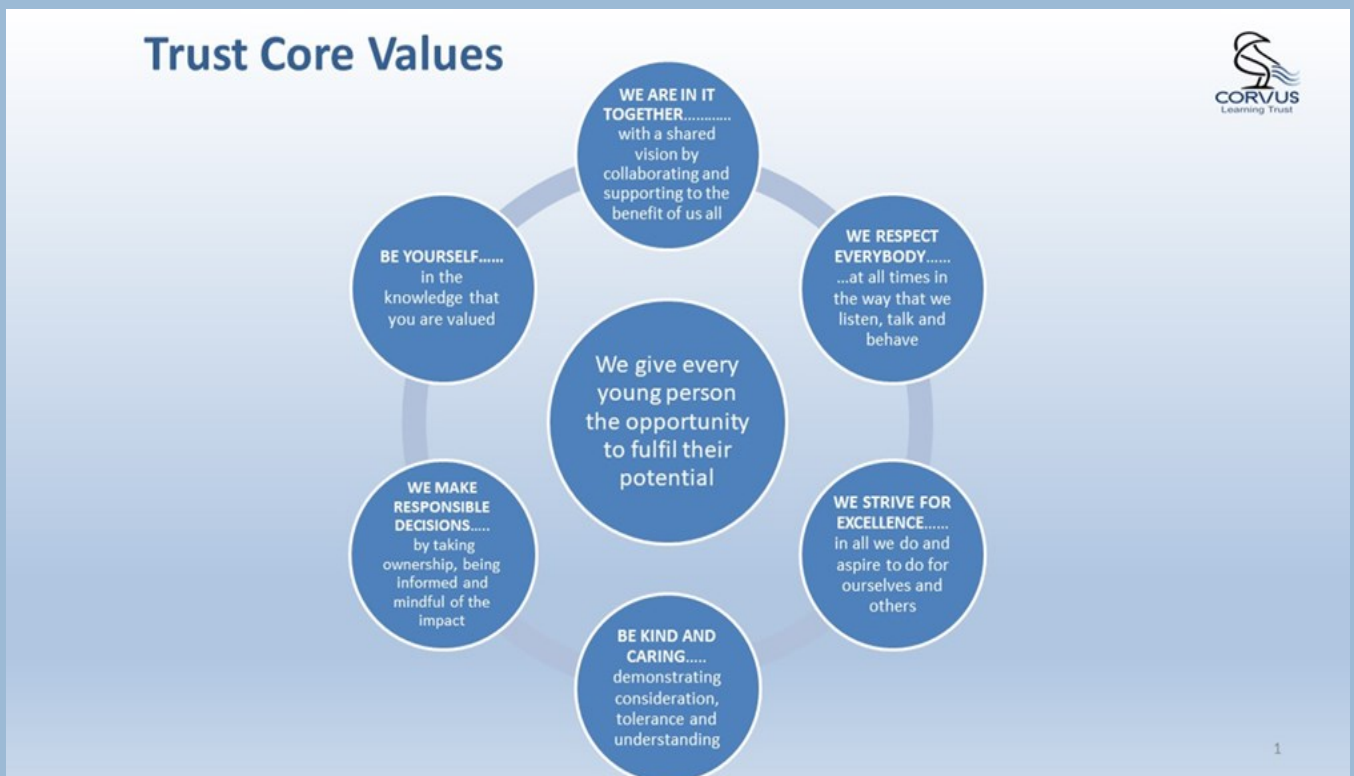 Trust Core Values
CORVUS
Learning Trust
WE ARE IN IT
TOGETHER............
with a shared
vision by
collaborating and
supporting to the
benefit of us all
WE RESPECT
EVERYBODY......
...at all times in
the way that we
listen, talk and
behave
WE STRIVE FOR
EXCELLENCE......
in all we do and
aspire to do for
ourselves and
others
BE KIND AND
CARING.....
demonstrating
consideration,
tolerance and
understanding
WE MAKE
RESPONSIBLE
DECISIONS.....
by taking
ownership, being
informed and
mindful of the
impact
BE YOURSELF......
in the
knowledge that
you are valued
We give every
young person
the opportunity
to fulfil their
potential
1